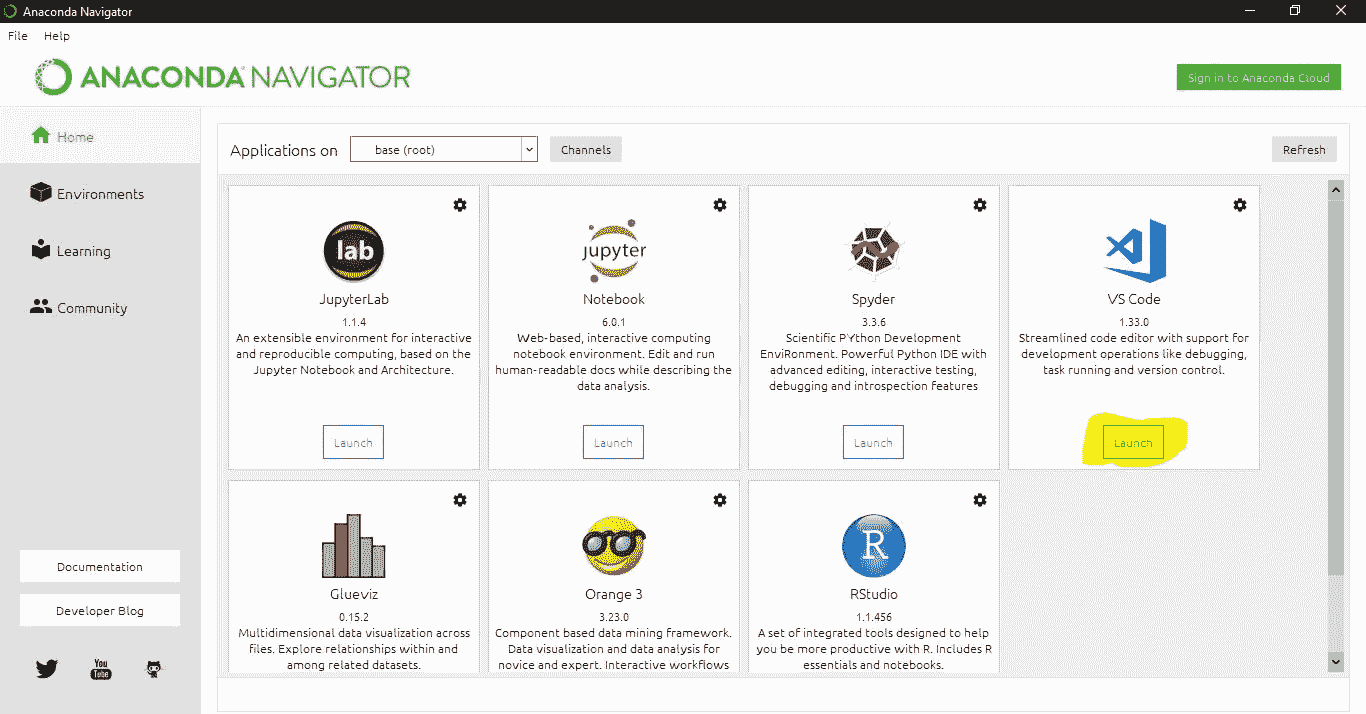 Anaconda Navigator
File Help
ANACONDA NAVIGATOR
Sign in to Anaconda Cloud
Home
Environments
Learning
Community
Documentation
Developer Blog
You
Tube
Applications on base (root) Channels Refresh
lab
JupyterLab
1.1.4
An extensible environment for interactive
and reproducible computing, based on the
Jupyter Notebook and Architecture.
Launch
jupyter
Notebook
6.0.1
Web-based, interactive computing
notebook environment. Edit and run
human-readable docs while describing the
data analysis.
Launch
Spyder
3.3.6
Scientific PYthon Development
EnviRonment. Powerful Python IDE with
advanced editing, interactive testing,
debugging and introspection features
Launch
VS Code
1.33.0
Streamlined code editor with support for
development operations like debugging,
task running and version control.
Launch
Glueviz
0.15.2
Multidimensional data visualization across
files. Explore relationships within and
among related datasets.
Orange 3
3.23.0
Component based data mining framework.
Data visualization and data analysis for
novice and expert. Interactive workflows
R
RStudio
1.1.456
A set of integrated tools designed to help
you be more productive with R. Includes R
essentials and notebooks.